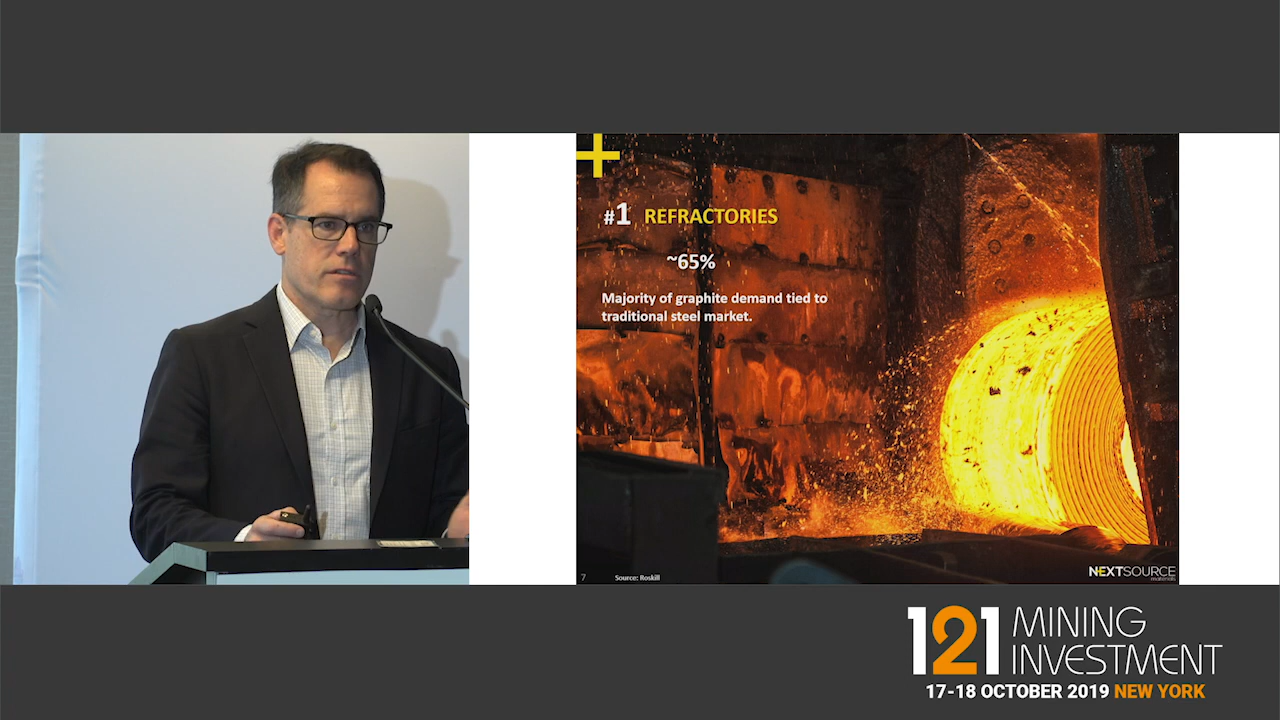 #1 REFRACTORIES
~65%
Majority of graphite demand tied to
traditional steel market.
7
Source: Roskill
NEXTSOURCE
materials
121 MINING
INVESTMENT
17-18 OCTOBER 2019 NEW YORK